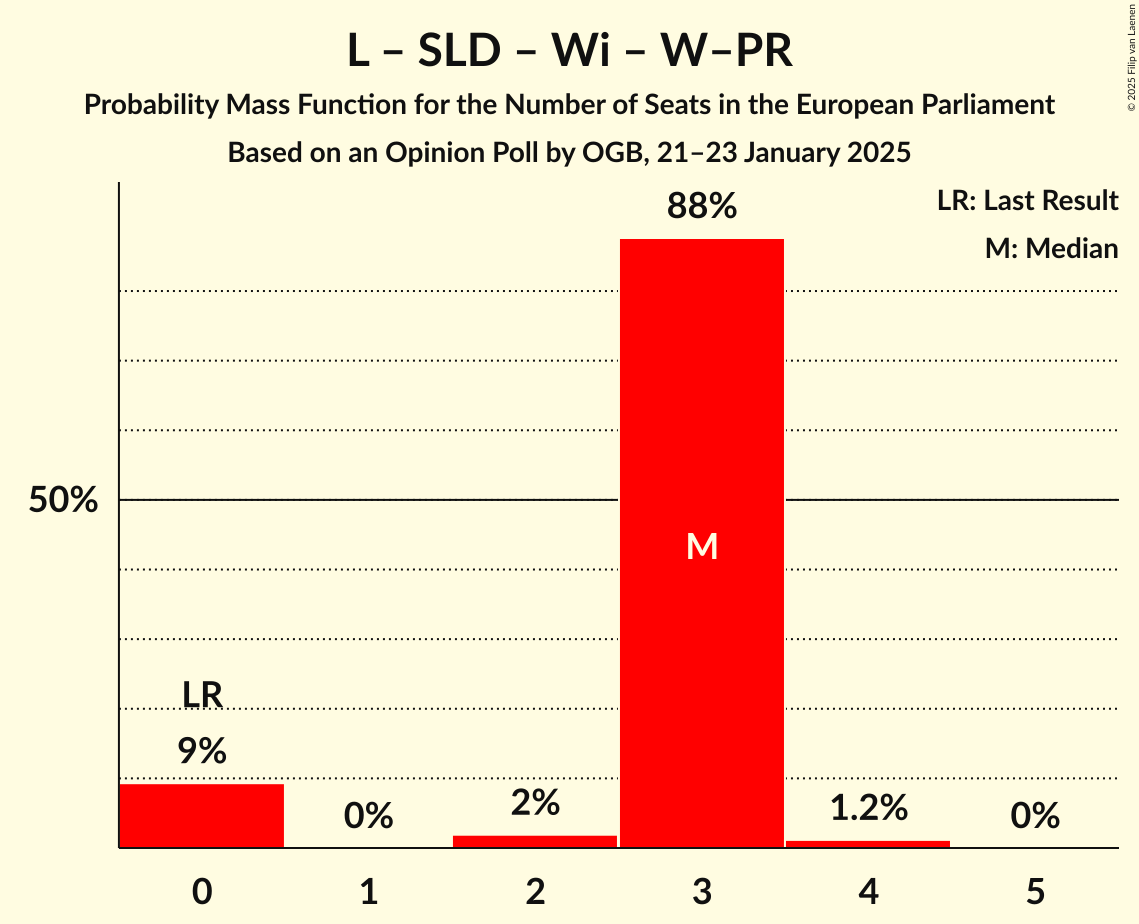 L – SLD – Wi – W–PR
Probability Mass Function for the Number of Seats in the European Parliament
Based on an Opinion Poll by OGB, 21–23 January 2025
© 2025 Filip van Laenen
LR: Last Result
M: Median
88%
50%
M
LR
9%
0%
2%
1.2%
0%
0 1 2 3 4 5